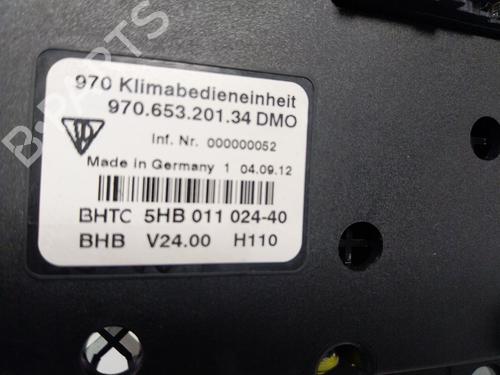 970 Klimabedieneinheit
970.653.201.34 DMO
Inf. Nr. 000000052
Made in Germany 1 04.09.12
BHTC 5HB 011 024-40
BHB V24.00 H110
B-PARTS